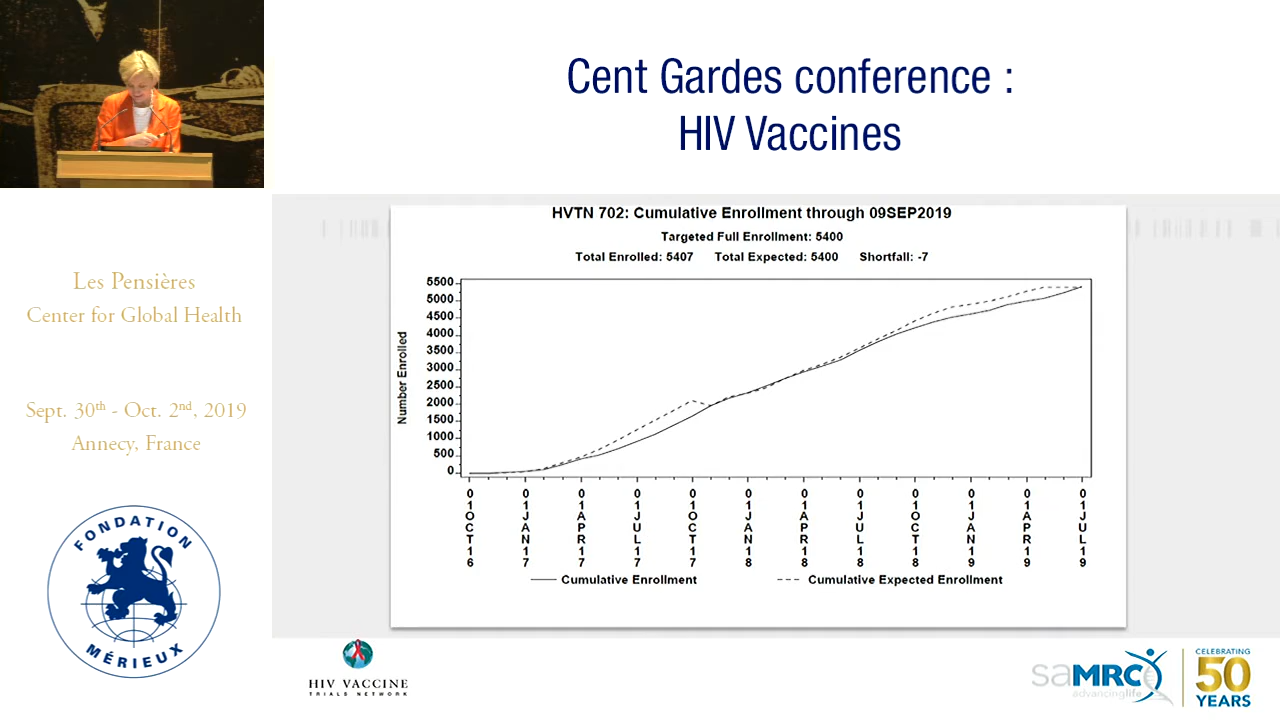 Cent Gardes conference :
HIV Vaccines
Les Pensières
Center for Global Health
Sept. 30th - Oct. 2nd, 2019
Annecy, France
FONDATION
MÉRIEUX
HVTN 702: Cumulative Enrollment through 09SEP2019
Targeted Full Enrollment: 5400
Total Enrolled: 5407 Total Expected: 5400 Shortfall: -7
Number Enrolled
5500
5000
4500
4000
3500
3000
2500
2000
1500
1000
500
0
01OCT16 01JAN17 01APR17 01JUL17 01OCT17 01JAN18 01APR18 01JUL18 01OCT18 01JAN19 01APR19 01JUL19
Cumulative Enrollment Cumulative Expected Enrollment
HIV VACCINE
TRIALS NETWORK
saMRC
advancinglife
CELEBRATING
50
YEARS